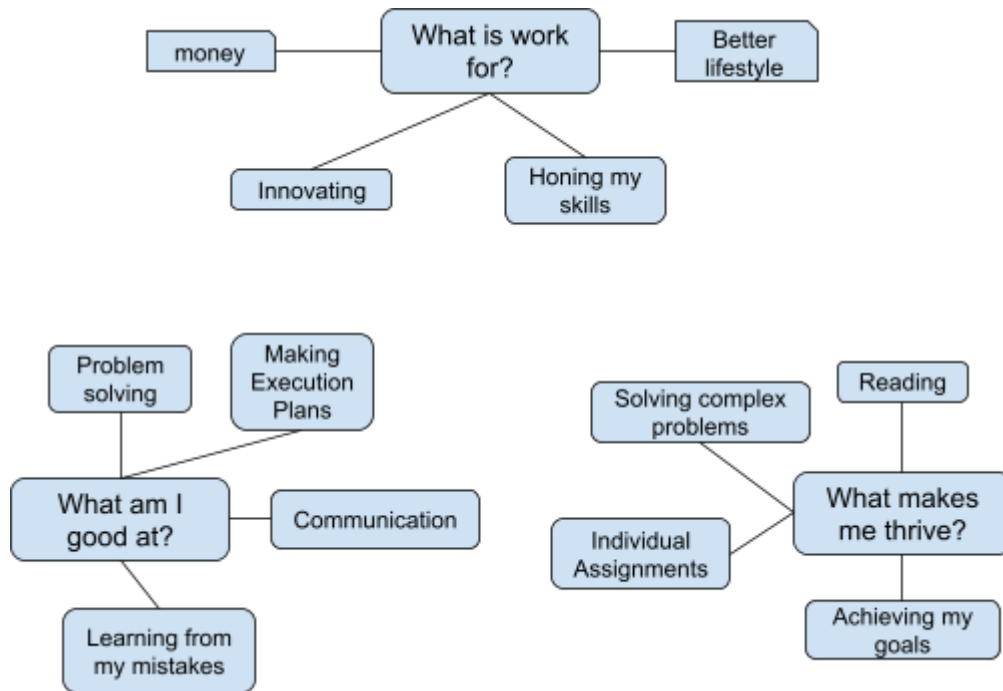 What is work
for?
money
Better
lifestyle
Innovating
Honing my
skills
Problem
solving
Making
Execution
Plans
What am I
good at?
Communication
Learning from
my mistakes
Reading
Solving complex
problems
What makes
me thrive?
Individual
Assignments
Achieving my
goals